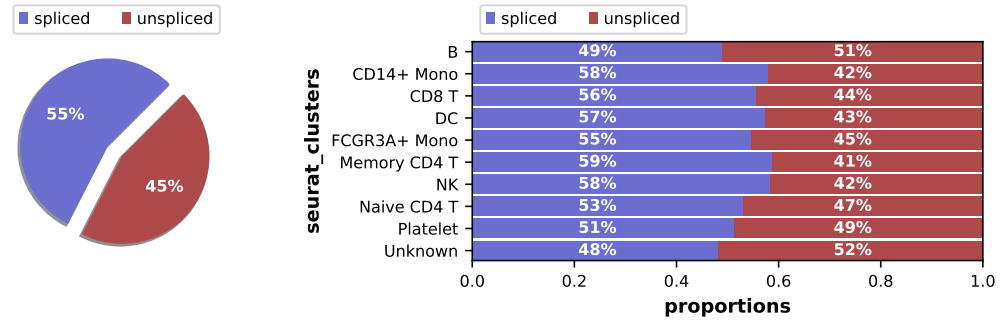 spliced unspliced
55%
45%
spliced unspliced
seurat_clusters
B 49% 51%
CD14+ Mono 58% 42%
CD8 T 56% 44%
DC 57% 43%
FCGR3A+ Mono 55% 45%
Memory CD4 T 59% 41%
NK 58% 42%
Naive CD4 T 53% 47%
Platelet 51% 49%
Unknown 48% 52%
0.0 0.2 0.4 0.6 0.8 1.0
proportions